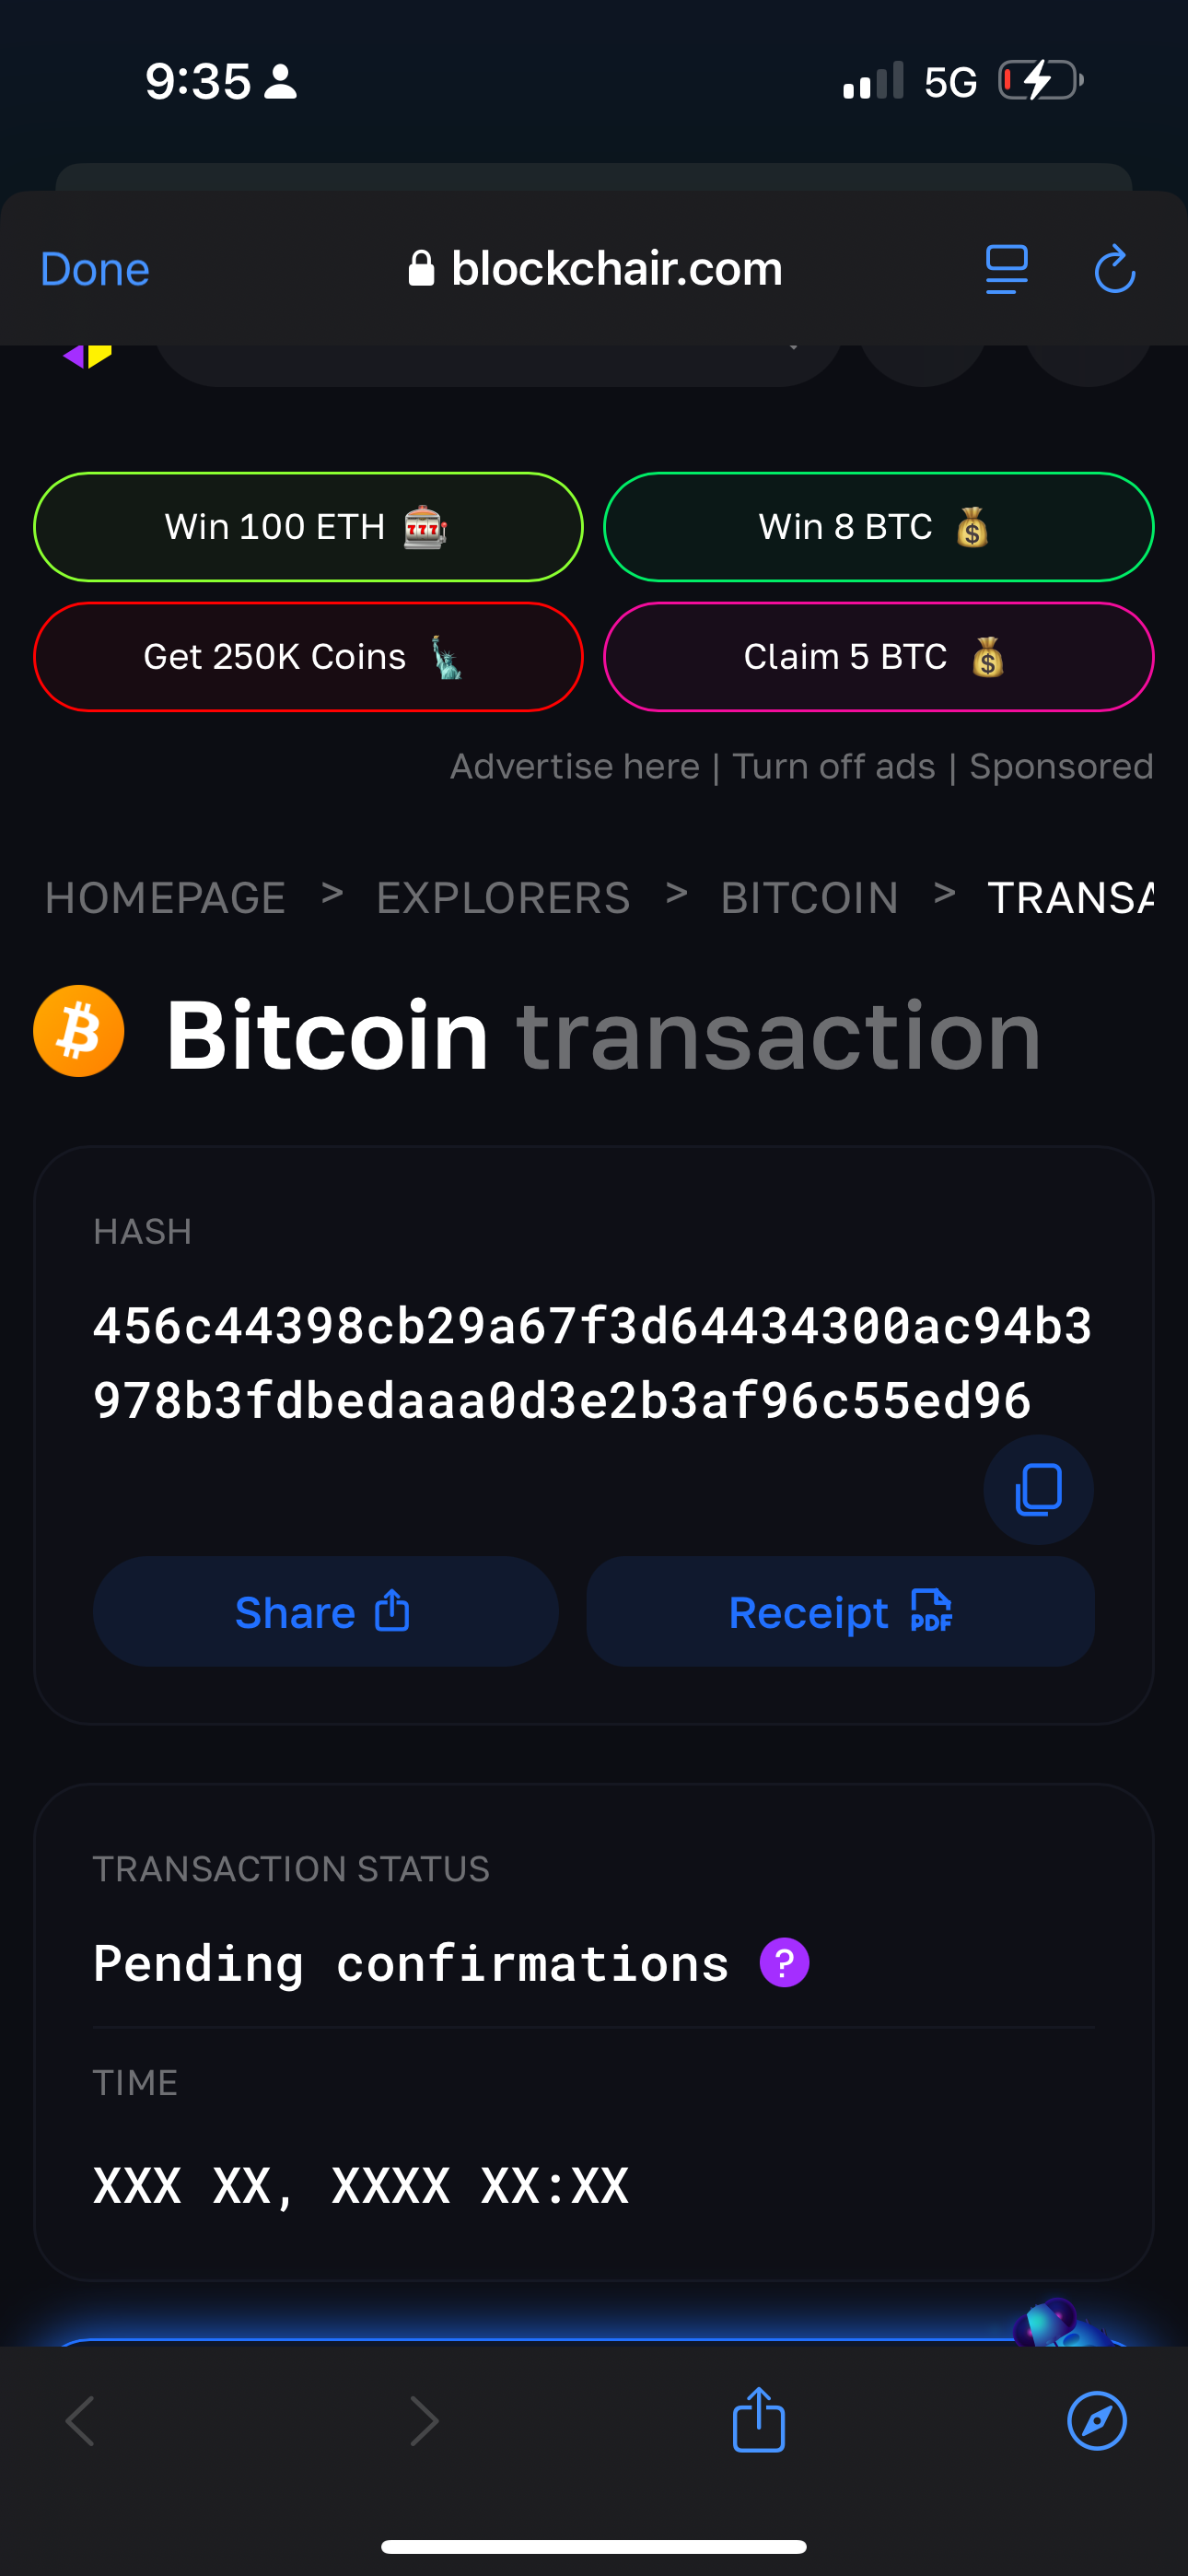 9:35
5G
Done
blockchair.com
Win 100 ETH
Win 8 BTC
Get 250K Coins
Claim 5 BTC
Advertise here | Turn off ads | Sponsored
HOMEPAGE > EXPLORERS > BITCOIN > TRANSA
Bitcoin transaction
HASH
456c44398cb29a67f3d64434300ac94b3
978b3fdbedaaa0d3e2b3af96c55ed96
Share
Receipt PDF
TRANSACTION STATUS
Pending confirmations ?
TIME
XXX XX, XXXX XX:XX